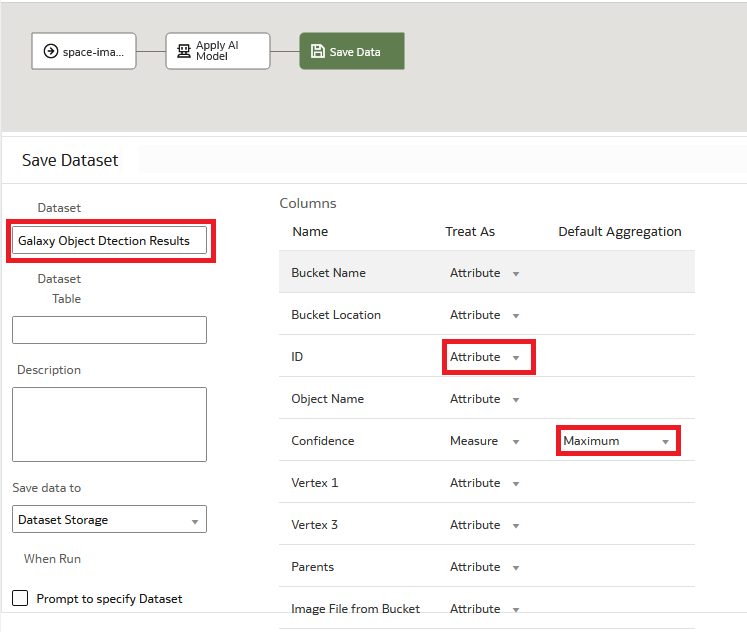 space-ima...
Apply AI
Model
Save Data
Save Dataset
Dataset
Galaxy Object Dtection Results
Dataset
Table
Description
Save data to
Dataset Storage
When Run
Prompt to specify Dataset
Columns
Name Treat As Default Aggregation
Bucket Name Attribute
Bucket Location Attribute
ID Attribute
Object Name Attribute
Confidence Measure Maximum
Vertex 1 Attribute
Vertex 3 Attribute
Parents Attribute
Image File from Bucket Attribute